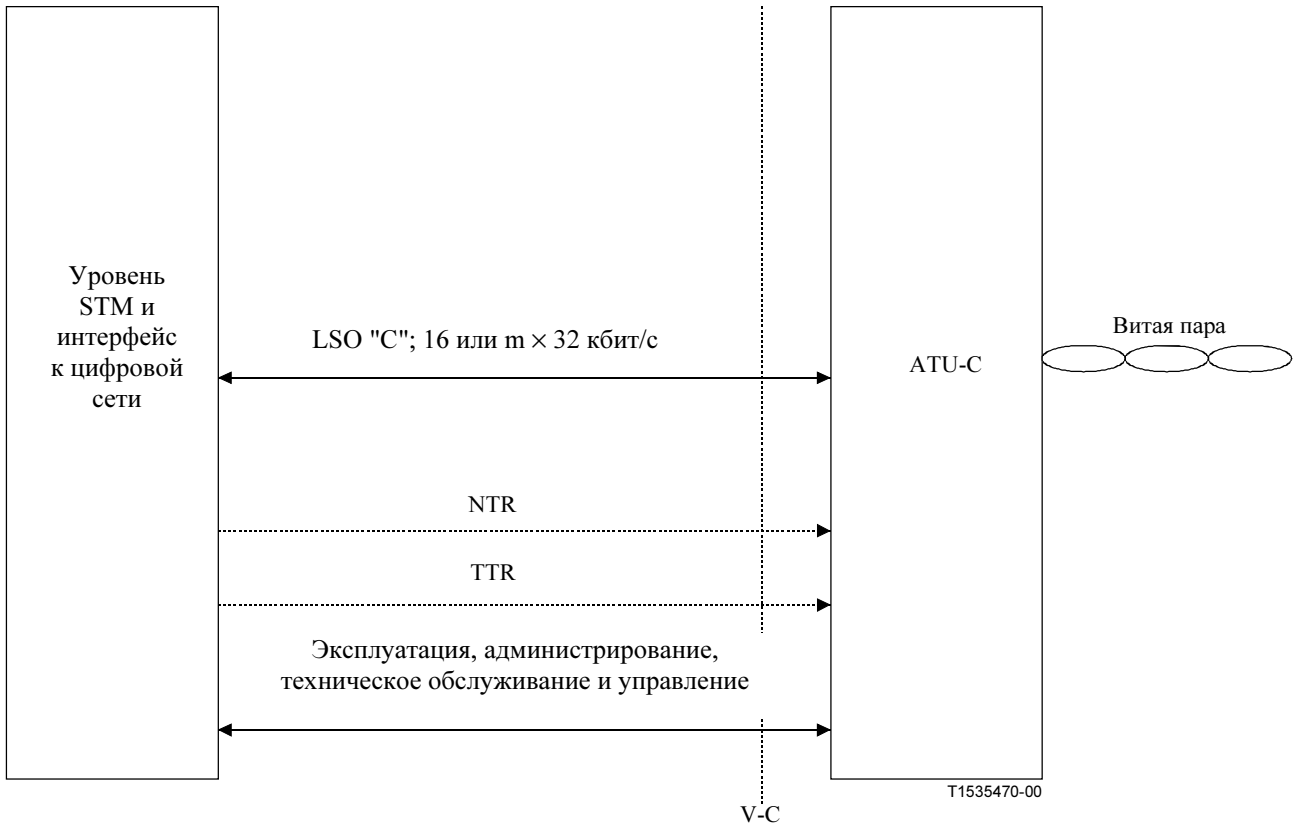 Уровень
STM и
интерфейс
к цифровой
сети
LSO "C"; 16 или m × 32 кбит/с
ATU-C
Витая пара
NTR
TTR
Эксплуатация, администрирование,
техническое обслуживание и управление
T1535470-00
V-C